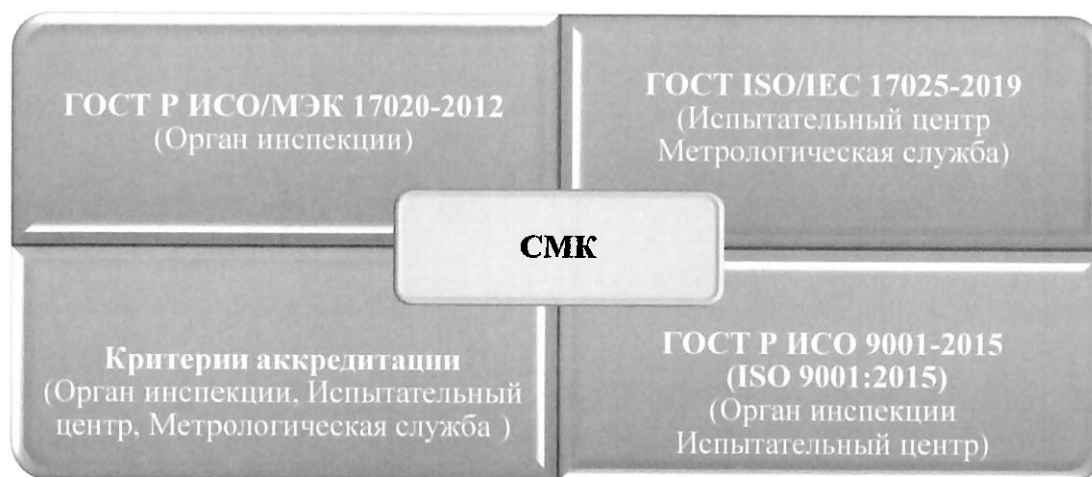 ГОСТ Р ИСО/МЭК 17020-2012
(Орган инспекции)
ГОСТ ISO/IEC 17025-2019
(Испытательный центр
Метрологическая служба)
СМК
Критерии аккредитации
(Орган инспекции, Испытательный
центр, Метрологическая служба )
ГОСТ Р ИСО 9001-2015
(ISO 9001:2015)
(Орган инспекции
Испытательный центр)